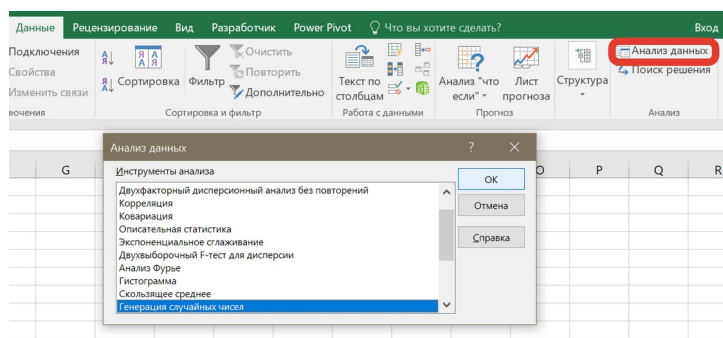 Данные Рецензирование Вид Разработчик Power Pivot Что вы хотите сделать? Вход
Подключения
Свойства
Изменить связи
Сортировка
Фильтр
Очистить
Повторить
Дополнительно
Сортировка и фильтр
Текст по столбцам
Работа с данными
Анализ "что если"
Лист прогноза
Прогноз
Структура
Анализ данных
Поиск решения
Анализ
Анализ данных ? ×
Инструменты анализа
Двухфакторный дисперсионный анализ без повторений
Корреляция
Ковариация
Описательная статистика
Экспоненциальное сглаживание
Двухвыборочный F-тест для дисперсии
Анализ Фурье
Гистограмма
Скользящее среднее
Генерация случайных чисел
ОК
Отмена
Справка
G O P Q R